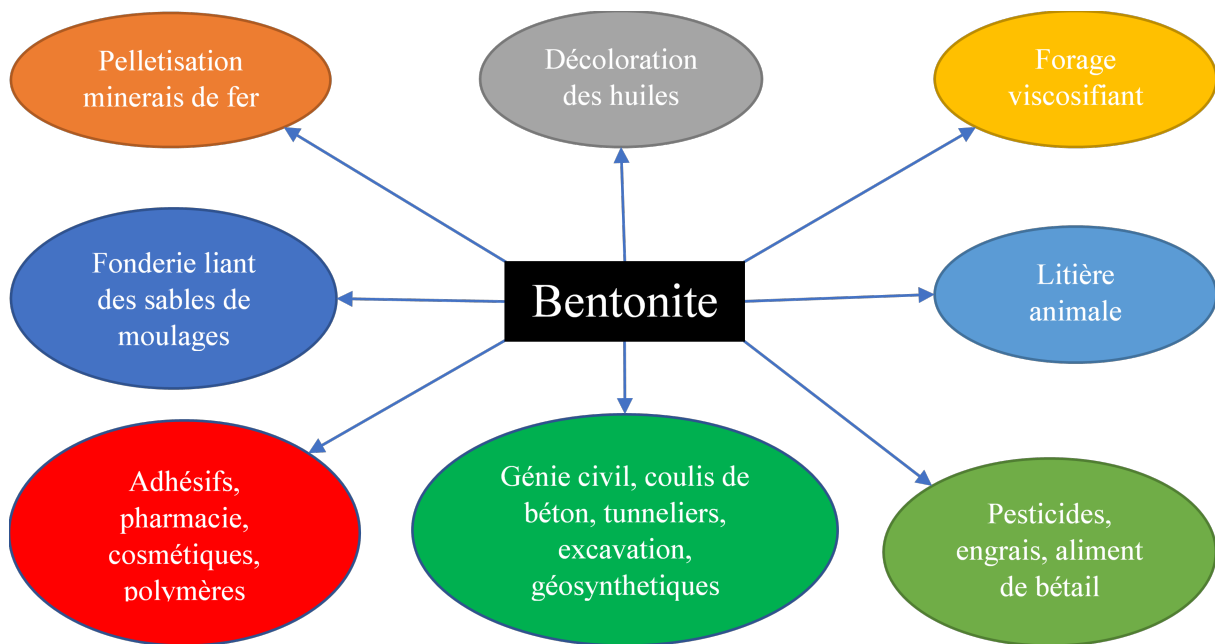 Pelletisation
minerais de fer
Décoloration
des huiles
Forage
viscosifiant
Fonderie liant
des sables de
moulages
Bentonite
Litière
animale
Adhésifs,
pharmacie,
cosmétiques,
polymères
Génie civil, coulis de
béton, tunneliers,
excavation,
géosynthetiques
Pesticides,
engrais, aliment
de bétail